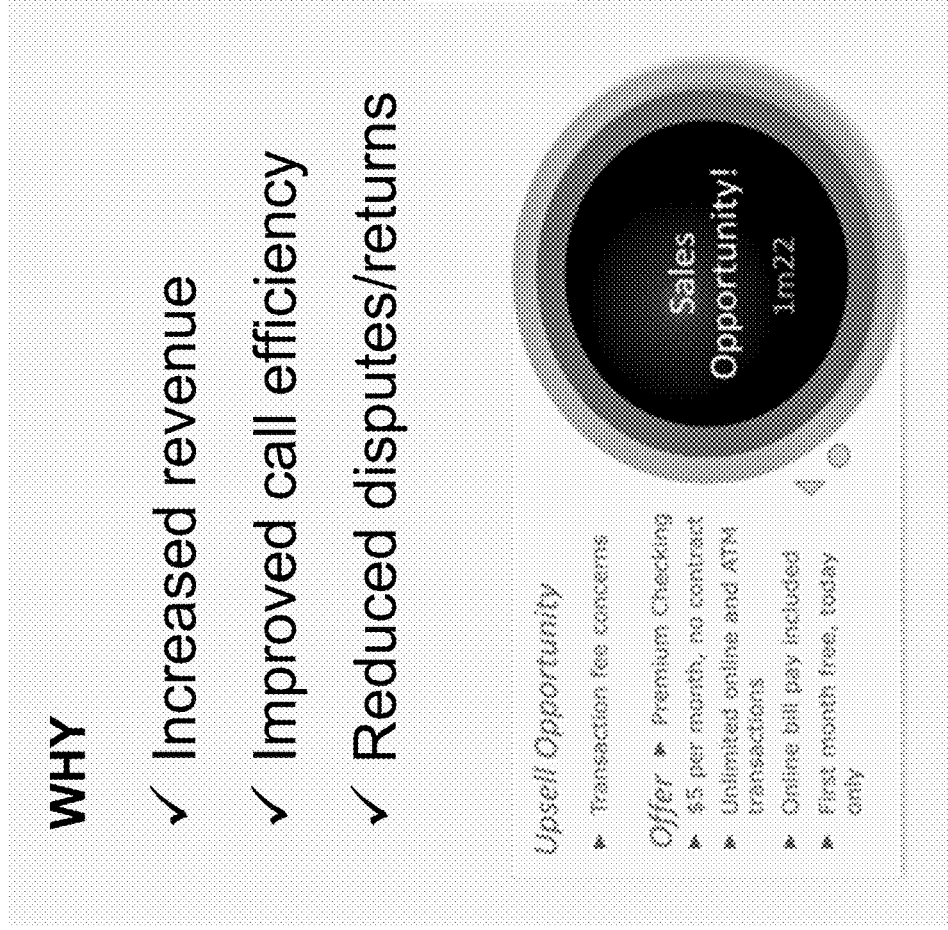 WHY
✓ Increased revenue
✓ Improved call efficiency
✓ Reduced disputes/returns
Upsell Opportunity
► Transaction fee concerns
Offer ► Premium Checking
► $5 per month, no contract
► Unlimited online and ATM
transactions
► Online bill pay included
► First month free, today
only
Sales
Opportunity!
1m22